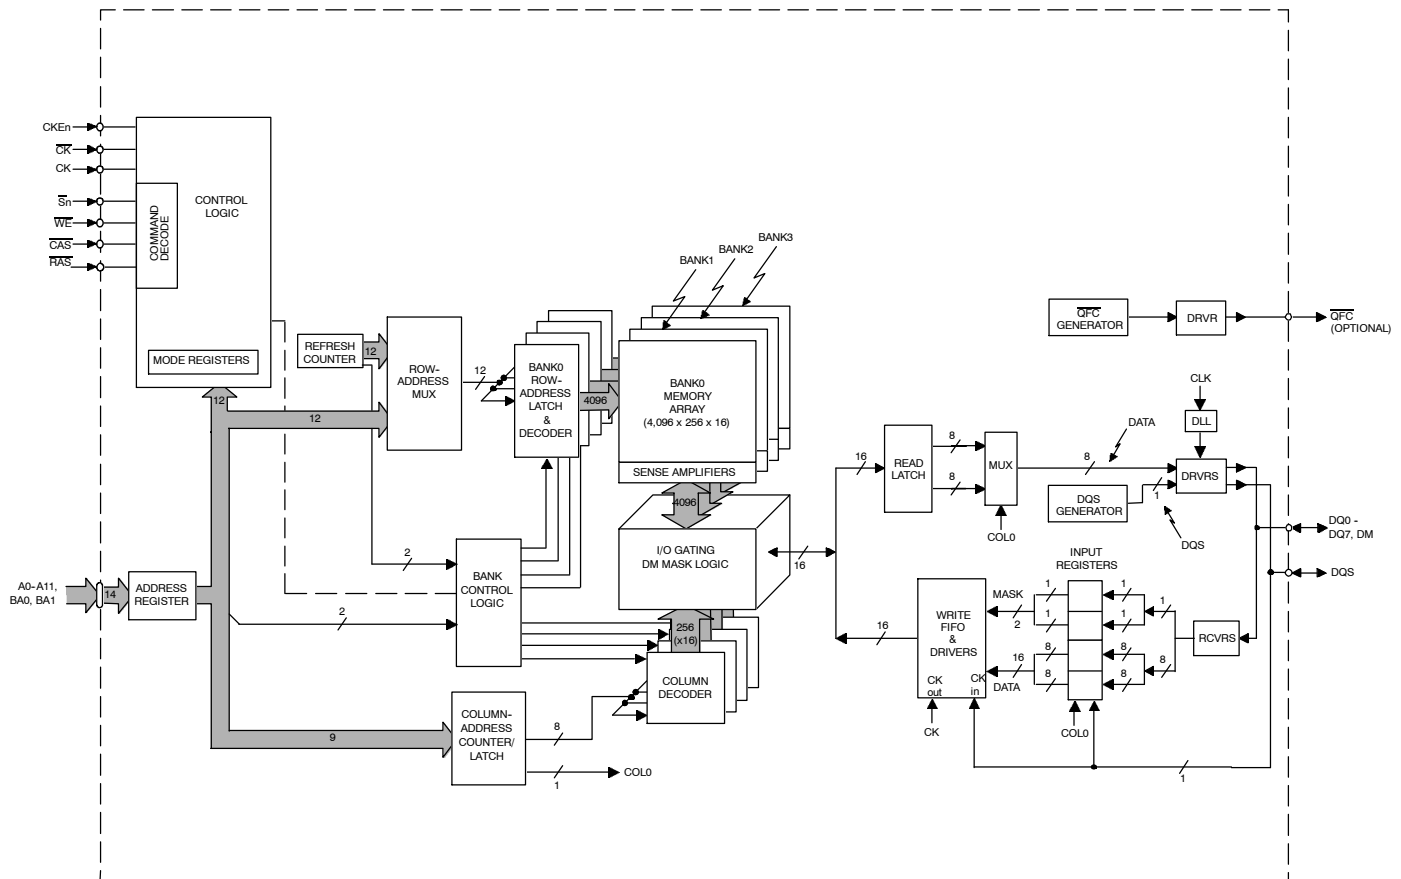 CKEn
CK
CK
Sn
WE
CAS
RAS
COMMAND
DECODE
CONTROL
LOGIC
MODE REGISTERS
REFRESH
COUNTER
12
12
12
ROW-
ADDRESS
MUX
12
BANK0
ROW-
ADDRESS
LATCH
&
DECODER
4096
BANK1
BANK2
BANK3
BANK0
MEMORY
ARRAY
(4,096 x 256 x 16)
SENSE AMPLIFIERS
4096
I/O GATING
DM MASK LOGIC
256
(x16)
COLUMN
DECODER
A0-A11,
BA0, BA1
14
ADDRESS
REGISTER
2
2
BANK
CONTROL
LOGIC
9
COLUMN-
ADDRESS
COUNTER/
LATCH
8
1
COL0
16
16
READ
LATCH
8
8
MUX
COL0
8
DATA
QFC
GENERATOR
DRVR
QFC
(OPTIONAL)
CLK
DLL
DRVRS
DQS
GENERATOR
1
DQS
DQ0 -
DQ7, DM
DQS
16
WRITE
FIFO
&
DRIVERS
CK
out
CK
in
CK
MASK
2
16
DATA
INPUT
REGISTERS
1
1
8
8
1
1
8
8
1
8
RCVRS
COL0
1